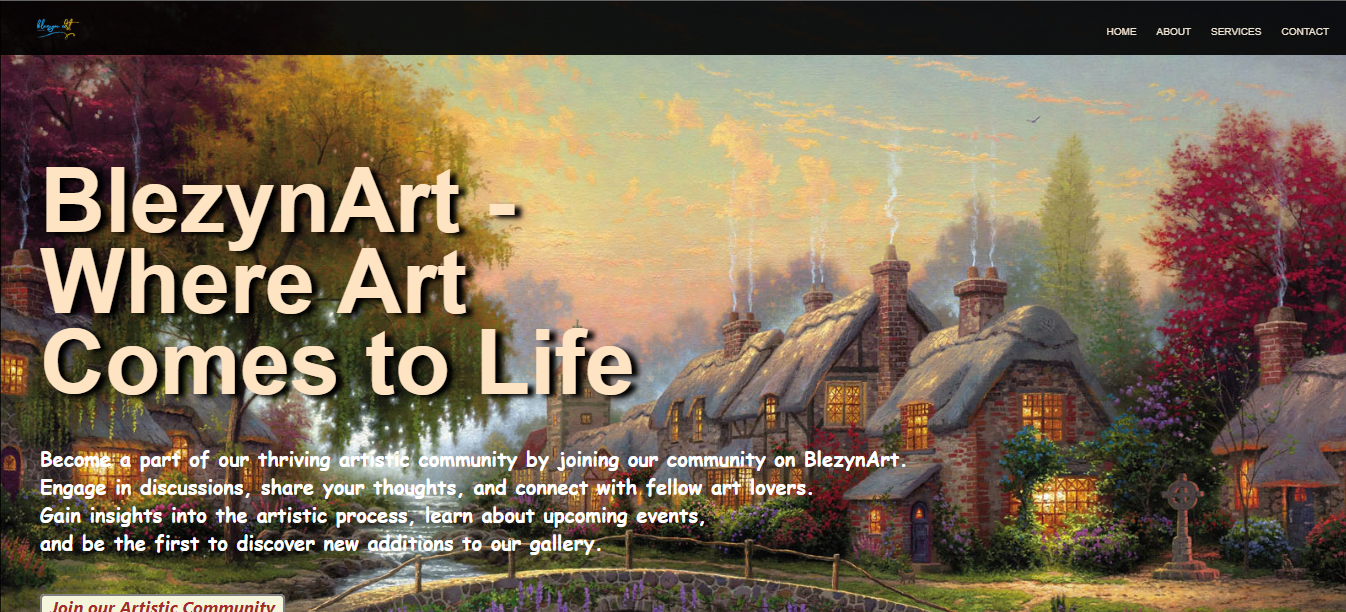 blezyn Art
HOME ABOUT SERVICES CONTACT
BlezynArt -
Where Art
Comes to Life
Become a part of our thriving artistic community by joining our community on BlezynArt.
Engage in discussions, share your thoughts, and connect with fellow art lovers.
Gain insights into the artistic process, learn about upcoming events,
and be the first to discover new additions to our gallery.
Join our Artistic Community